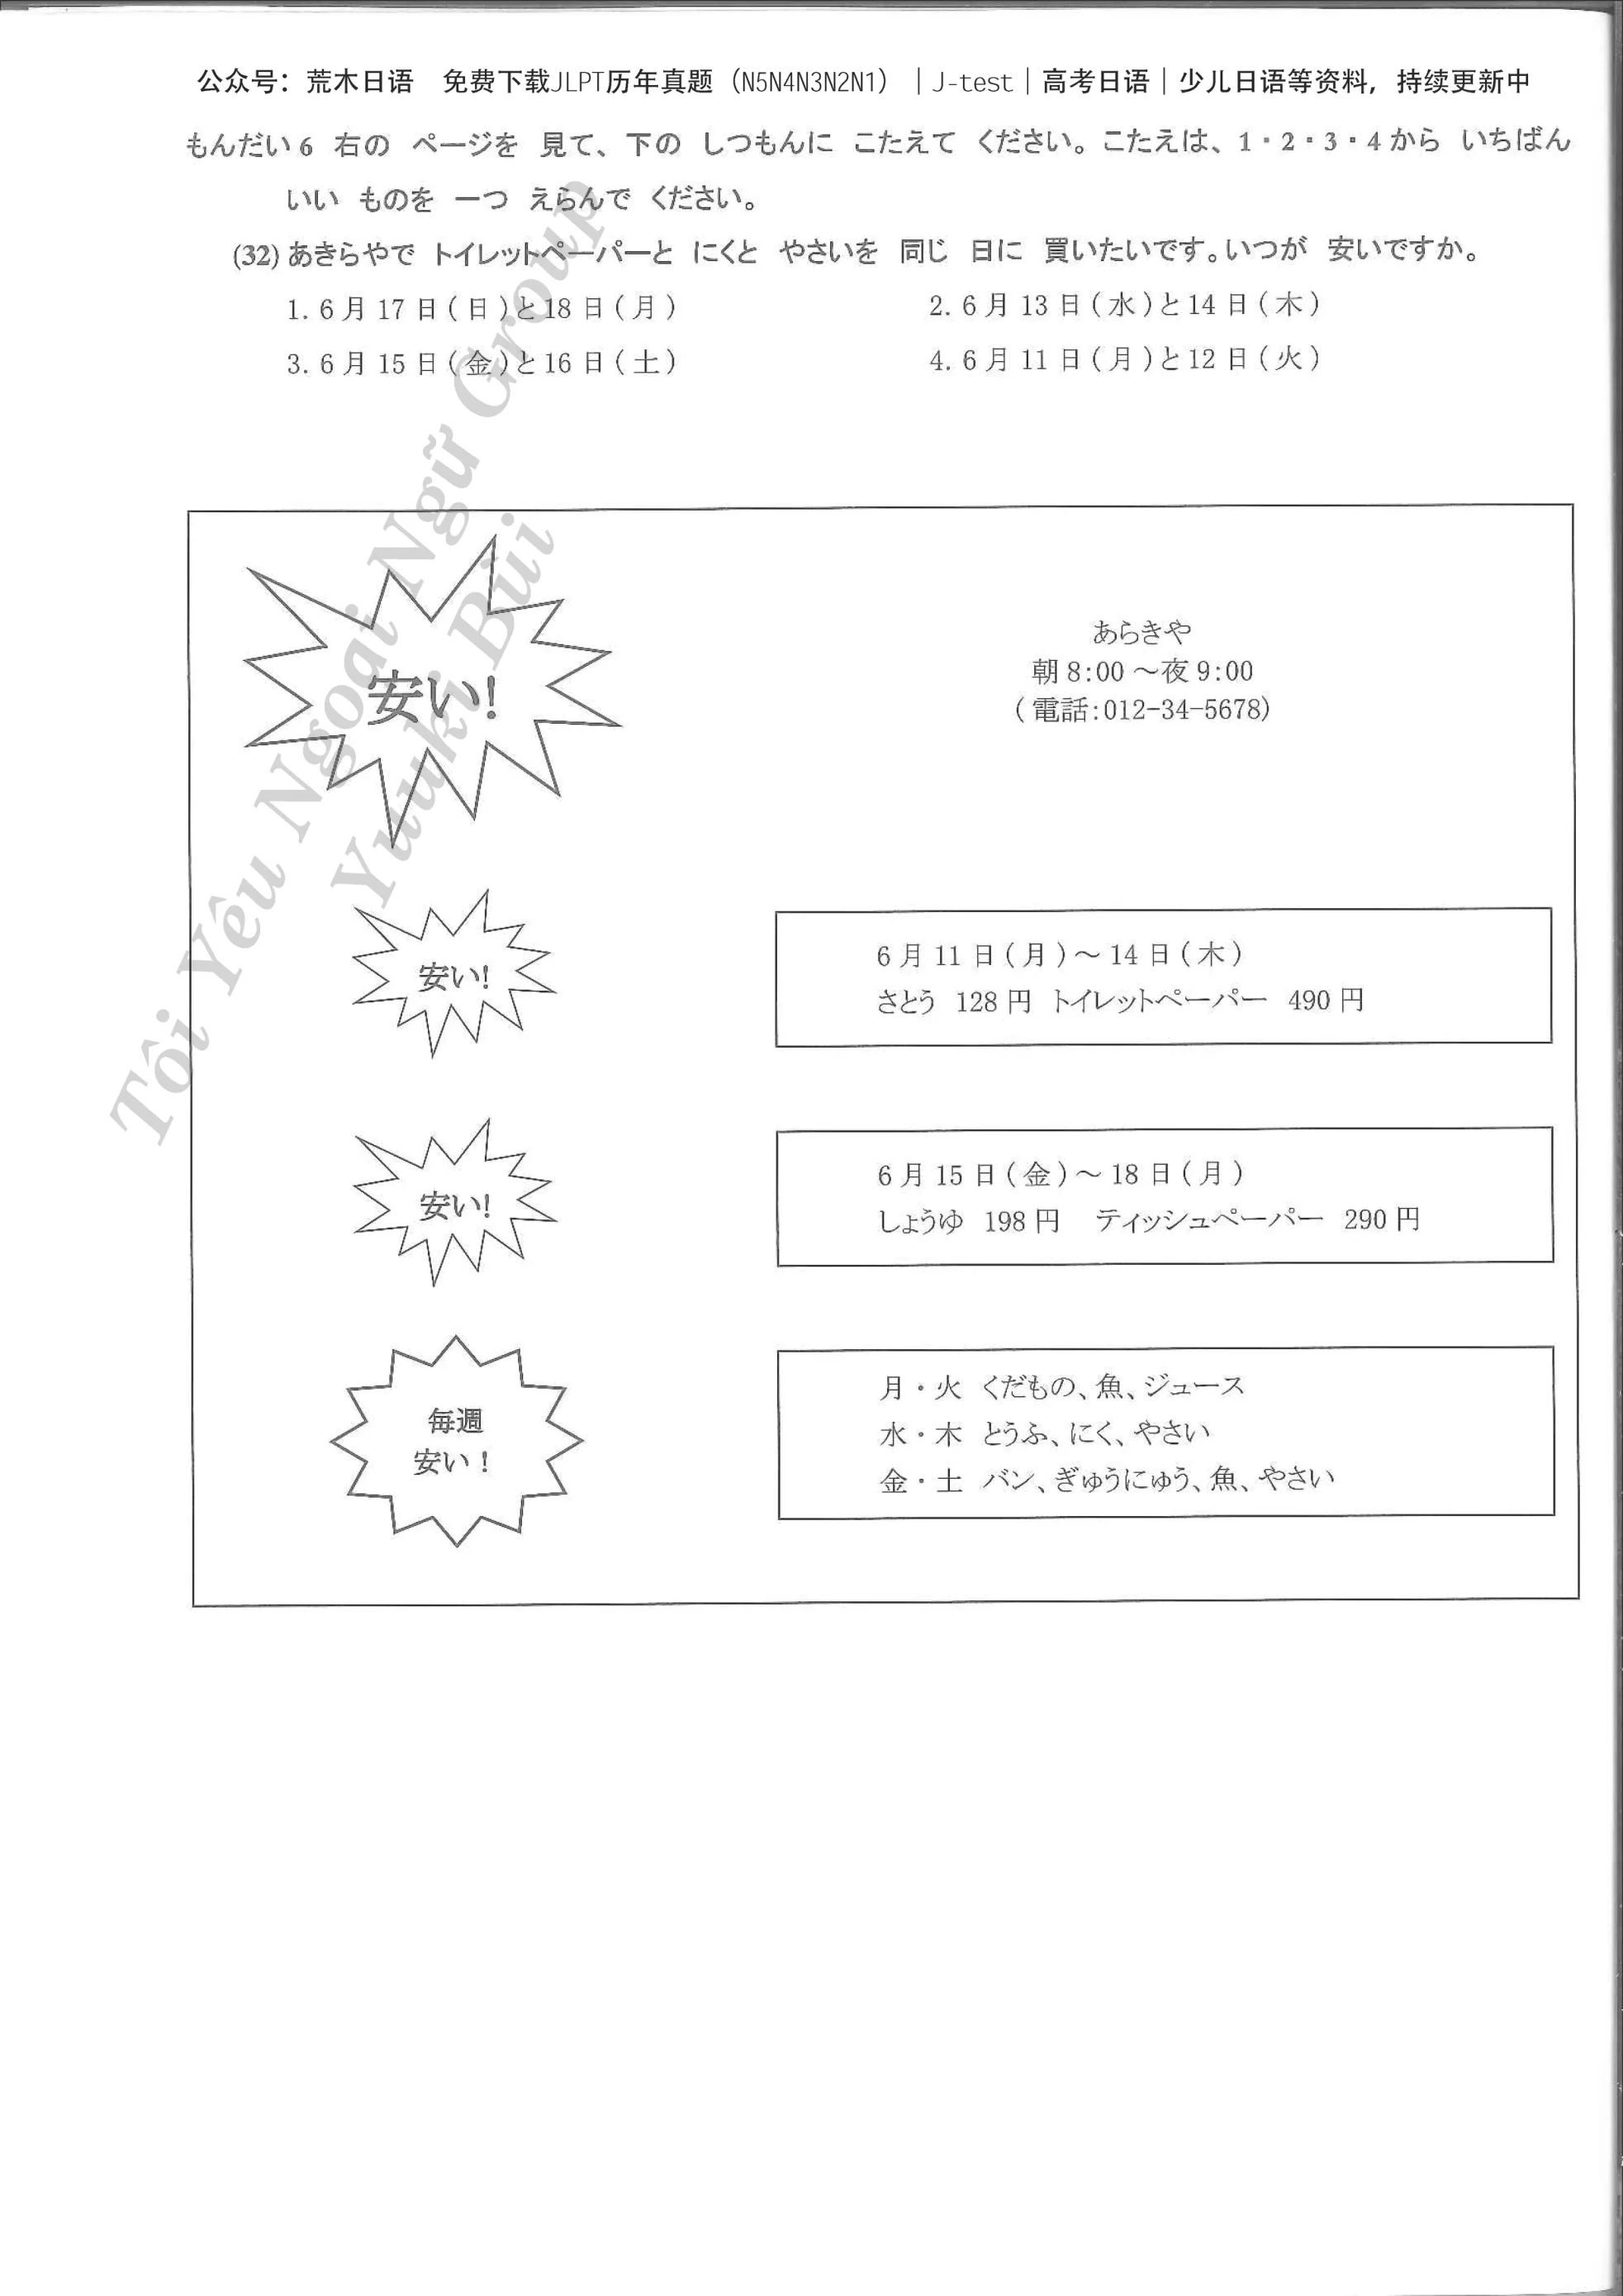 公众号：荒木日语　免费下载JLPT历年真题（N5N4N3N2N1）｜J-test｜高考日语｜少儿日语等资料，持续更新中
もんだい6 右の ページを 見て、下の しつもんに こたえて ください。こたえは、1・2・3・4から いちばん
いい ものを 一つ えらんで ください。
(32) あきらやで トイレットペーパーと にくと やさいを 同じ 日に 買いたいです。いつが 安いですか。
1. 6月17日(日)と18日(月)
2. 6月13日(水)と14日(木)
3. 6月15日(金)と16日(土)
4. 6月11日(月)と12日(火)
安い!
あらきや
朝8:00～夜9:00
(電話:012-34-5678)
安い!
6月11日(月)～14日(木)
さとう 128円 トイレットペーパー 490円
安い!
6月15日(金)～18日(月)
しょうゆ 198円 ティッシュペーパー 290円
毎週
安い！
月・火 くだもの、魚、ジュース
水・木 とうふ、にく、やさい
金・土 バン、ぎゅうにゅう、魚、やさい
Tôi Yêu Ngoại Ngữ Group
Yuuki Bùi